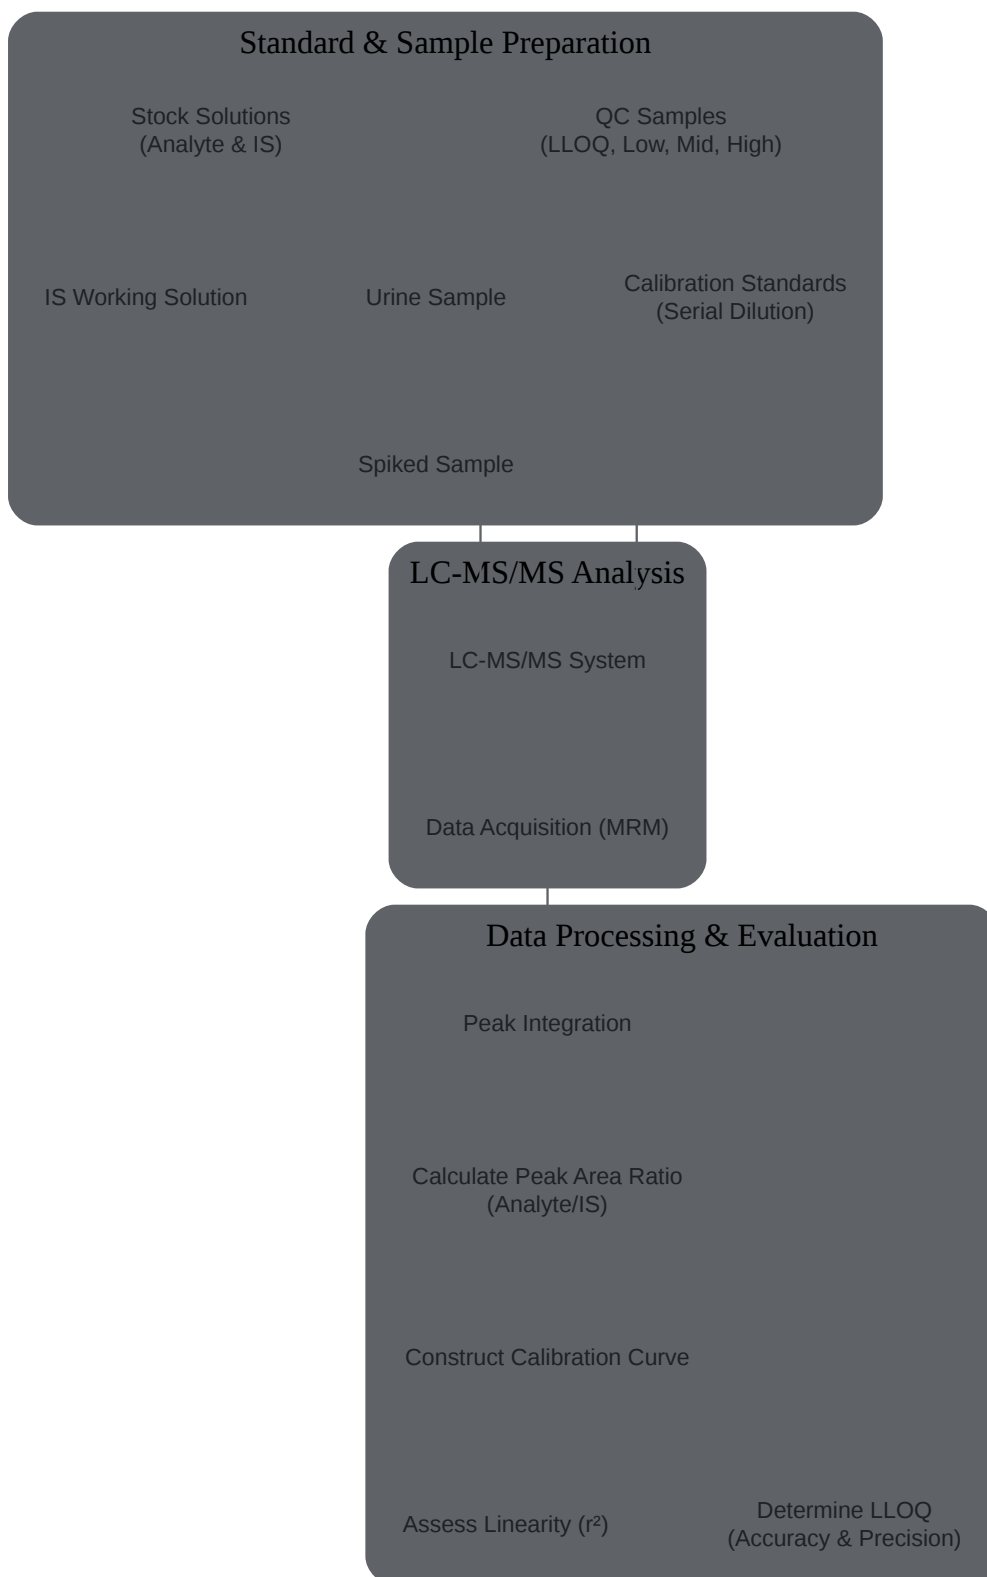 Standard & Sample Preparation
Stock Solutions
(Analyte & IS)
QC Samples
(LLOQ, Low, Mid, High)
IS Working Solution
Urine Sample
Calibration Standards
(Serial Dilution)
Spiked Sample
LC-MS/MS Analysis
LC-MS/MS System
Data Acquisition (MRM)
Data Processing & Evaluation
Peak Integration
Calculate Peak Area Ratio
(Analyte/IS)
Construct Calibration Curve
Assess Linearity (r²)
Determine LLOQ
(Accuracy & Precision)